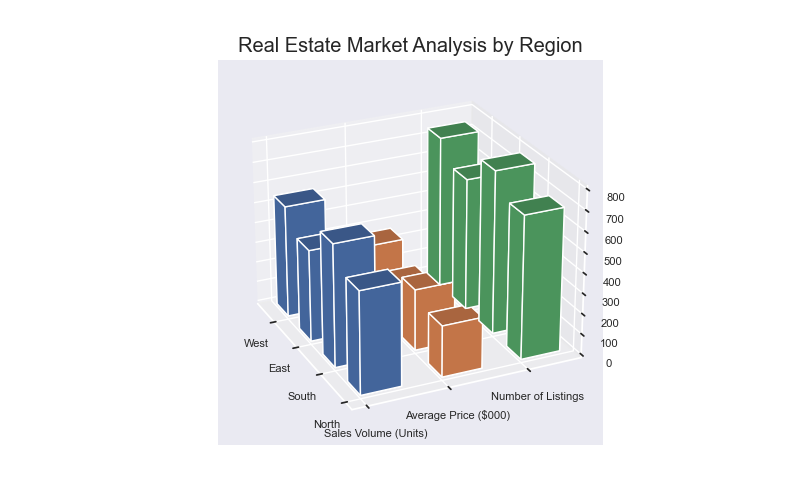 Real Estate Market Analysis by Region
800
700
600
500
400
300
200
100
0
West
East
South
North
Number of Listings
Average Price ($000)
Sales Volume (Units)